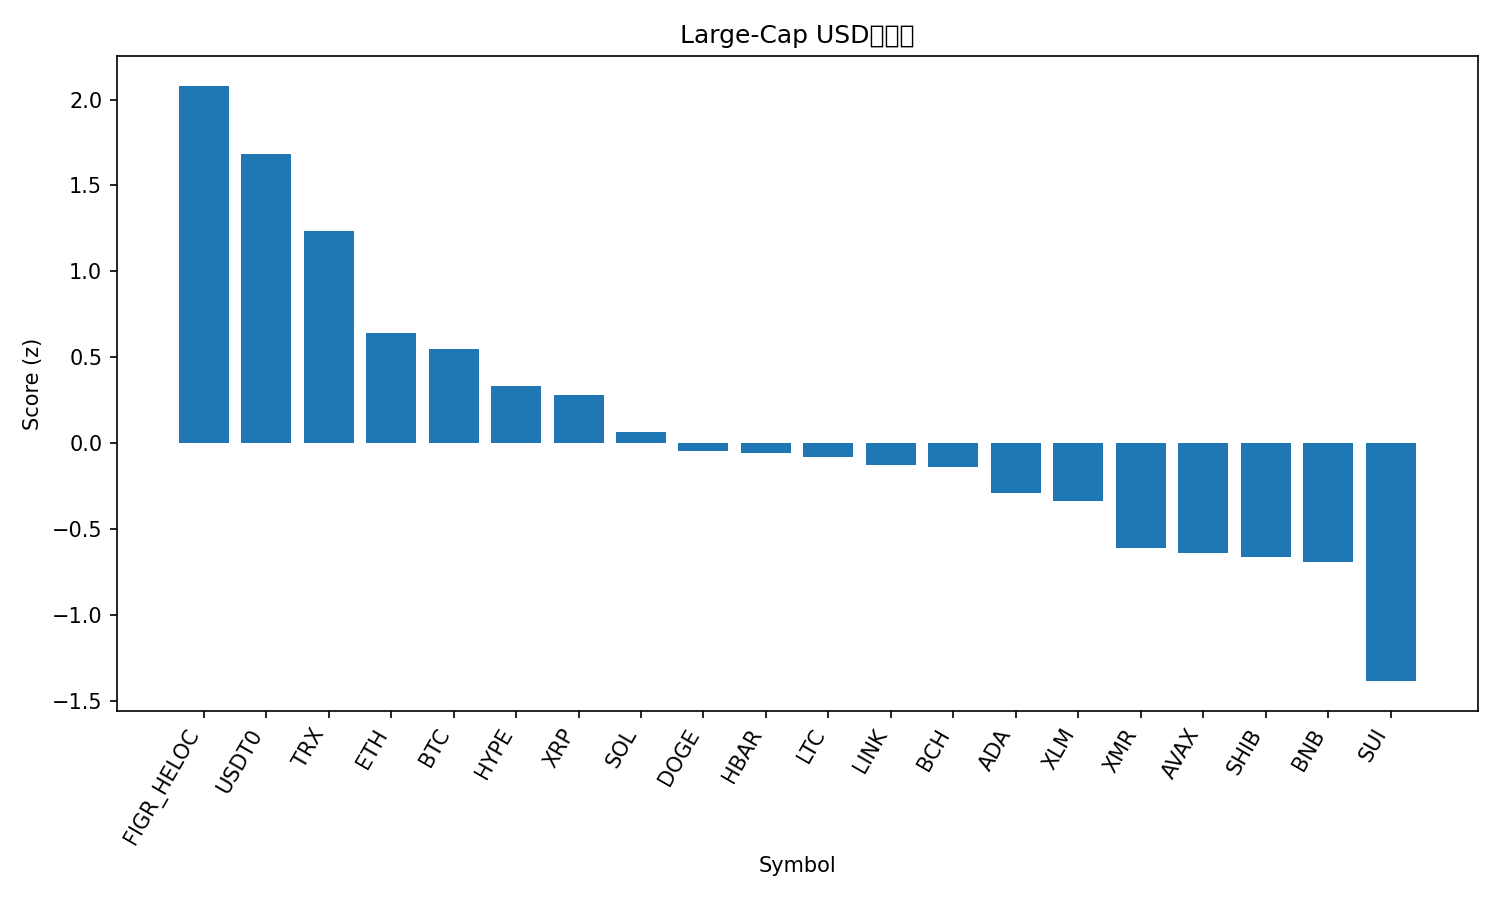 Large-Cap USD
Score (z)
2.0
1.5
1.0
0.5
0.0
−0.5
−1.0
−1.5
FIGR_HELOC
USDT0
TRX
ETH
BTC
HYPE
XRP
SOL
DOGE
HBAR
LTC
LINK
BCH
ADA
XLM
XMR
AVAX
SHIB
BNB
SUI
Symbol